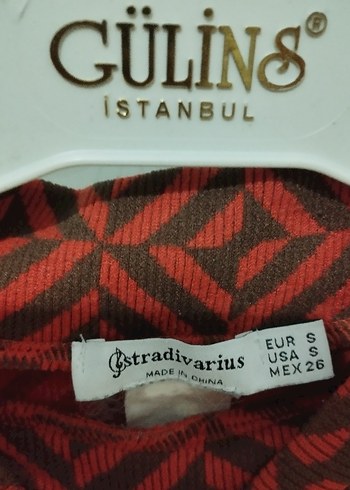 GÜLİNS®
İSTANBUL
stradivarius
MADE IN CHINA
EUR S
USA S
MEX 26